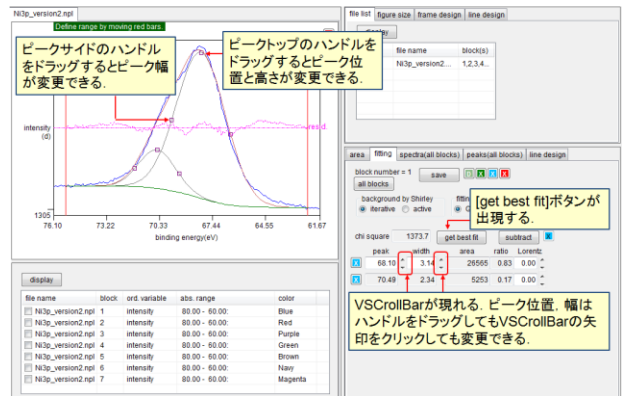 Ni3p_version2.npl
Define range by moving red bars.
ピークサイドのハンドル
をドラッグするとピーク幅
が変更できる.
ピークトップのハンドルを
ドラッグするとピーク位
置と高さが変更できる.
intensity
(d)
resid
1305
76.10 73.22 70.33 67.44 64.55 61.67
binding energy(eV)
file list figure size frame design line design
display
file name block(s)
Ni3p_version2... 1,2,3,4...
area fitting spectra(all blocks) peaks(all blocks) line design
block number = 1 save
all blocks
background by Shirley
iterative active
[get best fit]ボタンが
出現する.
chi square 1373.7 get best fit subtract
peak width area ratio Lorentz
68.10 3.14 26565 0.83 0.00
70.49 2.34 5253 0.17 0.00
VSCrollBarが現れる. ピーク位置, 幅は
ハンドルをドラッグしてもVSCrollBarの矢
印をクリックしても変更できる.
display
file name block ord. variable abs. range color
Ni3p_version2.npl 1 intensity 80.00 - 60.00: Blue
Ni3p_version2.npl 2 intensity 80.00 - 60.00: Red
Ni3p_version2.npl 3 intensity 80.00 - 60.00: Purple
Ni3p_version2.npl 4 intensity 80.00 - 60.00: Green
Ni3p_version2.npl 5 intensity 80.00 - 60.00: Brown
Ni3p_version2.npl 6 intensity 80.00 - 60.00: Navy
Ni3p_version2.npl 7 intensity 80.00 - 60.00: Magenta